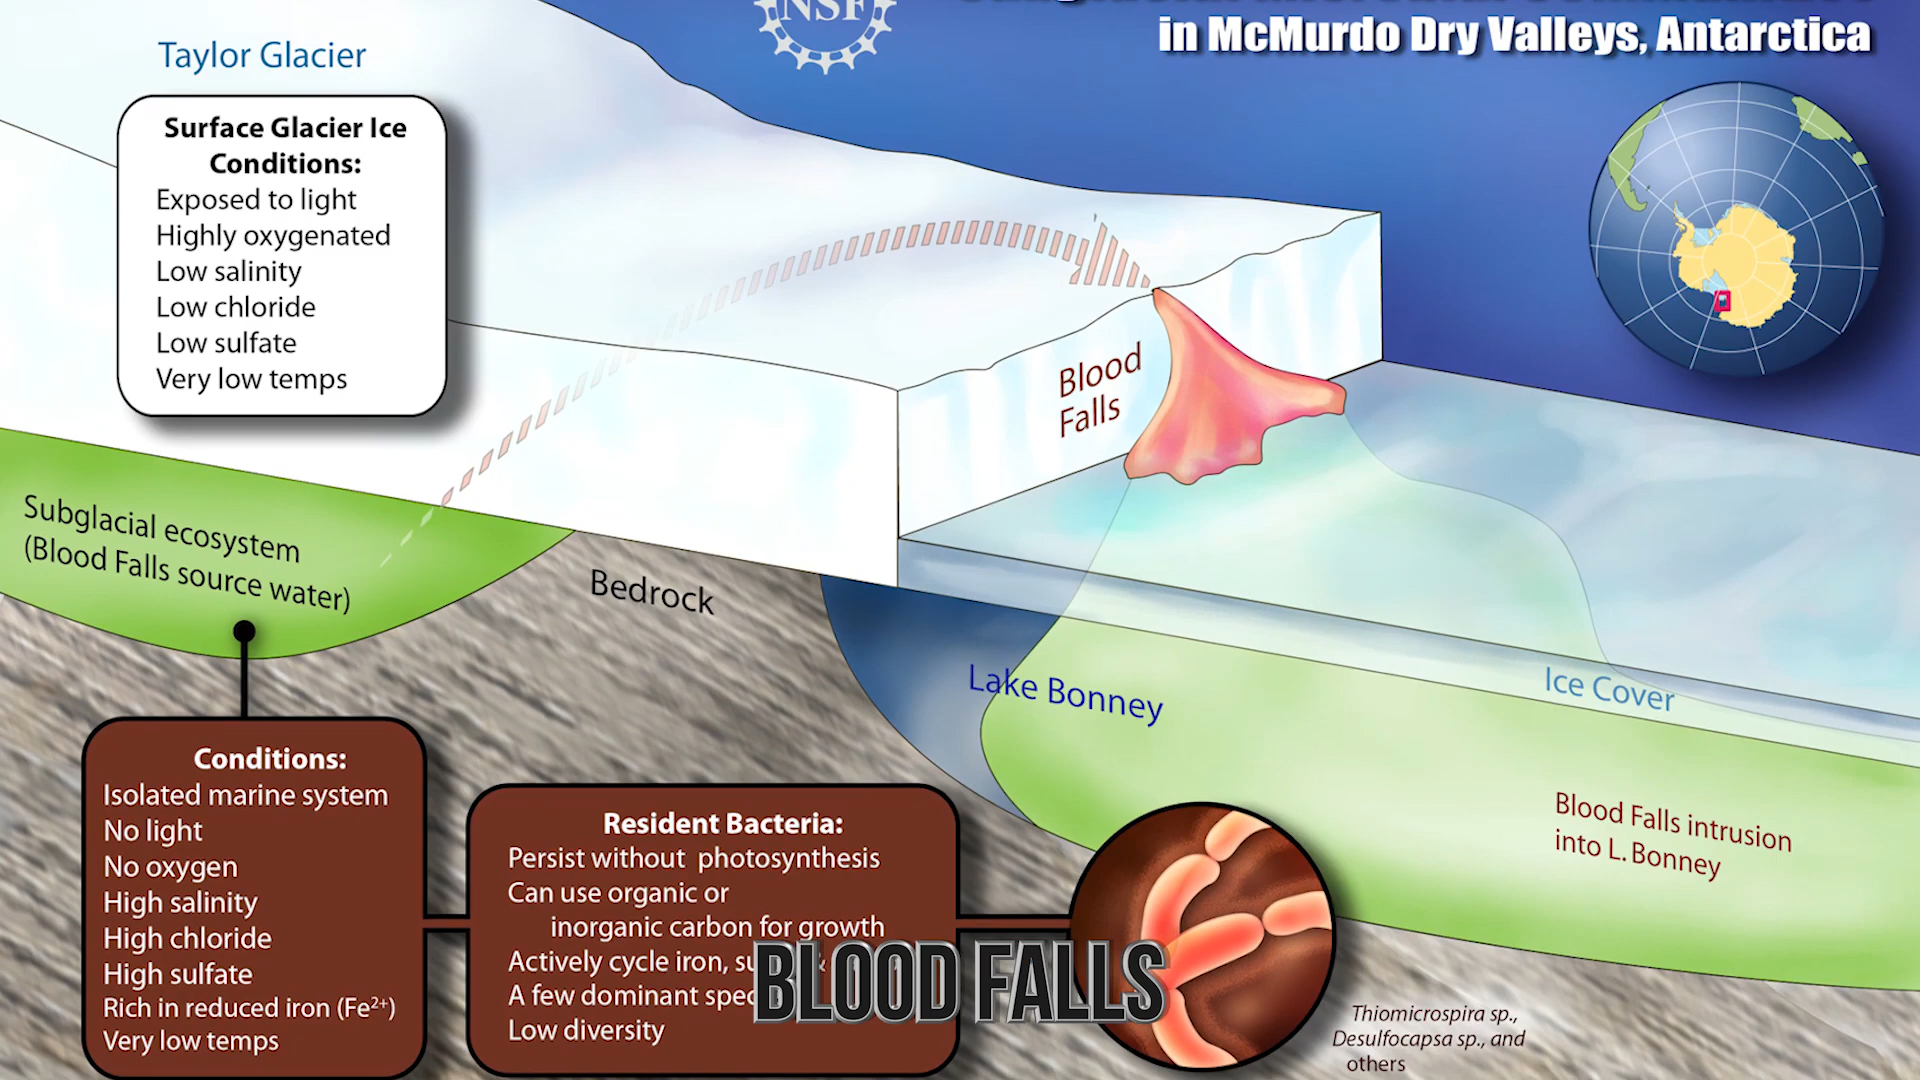 NSF
in McMurdo Dry Valleys, Antarctica
Taylor Glacier
Surface Glacier Ice
Conditions:
Exposed to light
Highly oxygenated
Low salinity
Low chloride
Low sulfate
Very low temps
Blood
Falls
Subglacial ecosystem
(Blood Falls source water)
Bedrock
Lake Bonney
Ice Cover
Blood Falls intrusion
into L. Bonney
Conditions:
Isolated marine system
No light
No oxygen
High salinity
High chloride
High sulfate
Rich in reduced iron (Fe²⁺)
Very low temps
Resident Bacteria:
Persist without photosynthesis
Can use organic or
inorganic carbon for growth
Actively cycle iron, &
A few dominant
Low diversity
BLOOD FALLS
Thiomicrospira sp.,
Desulfocapsa sp., and
others